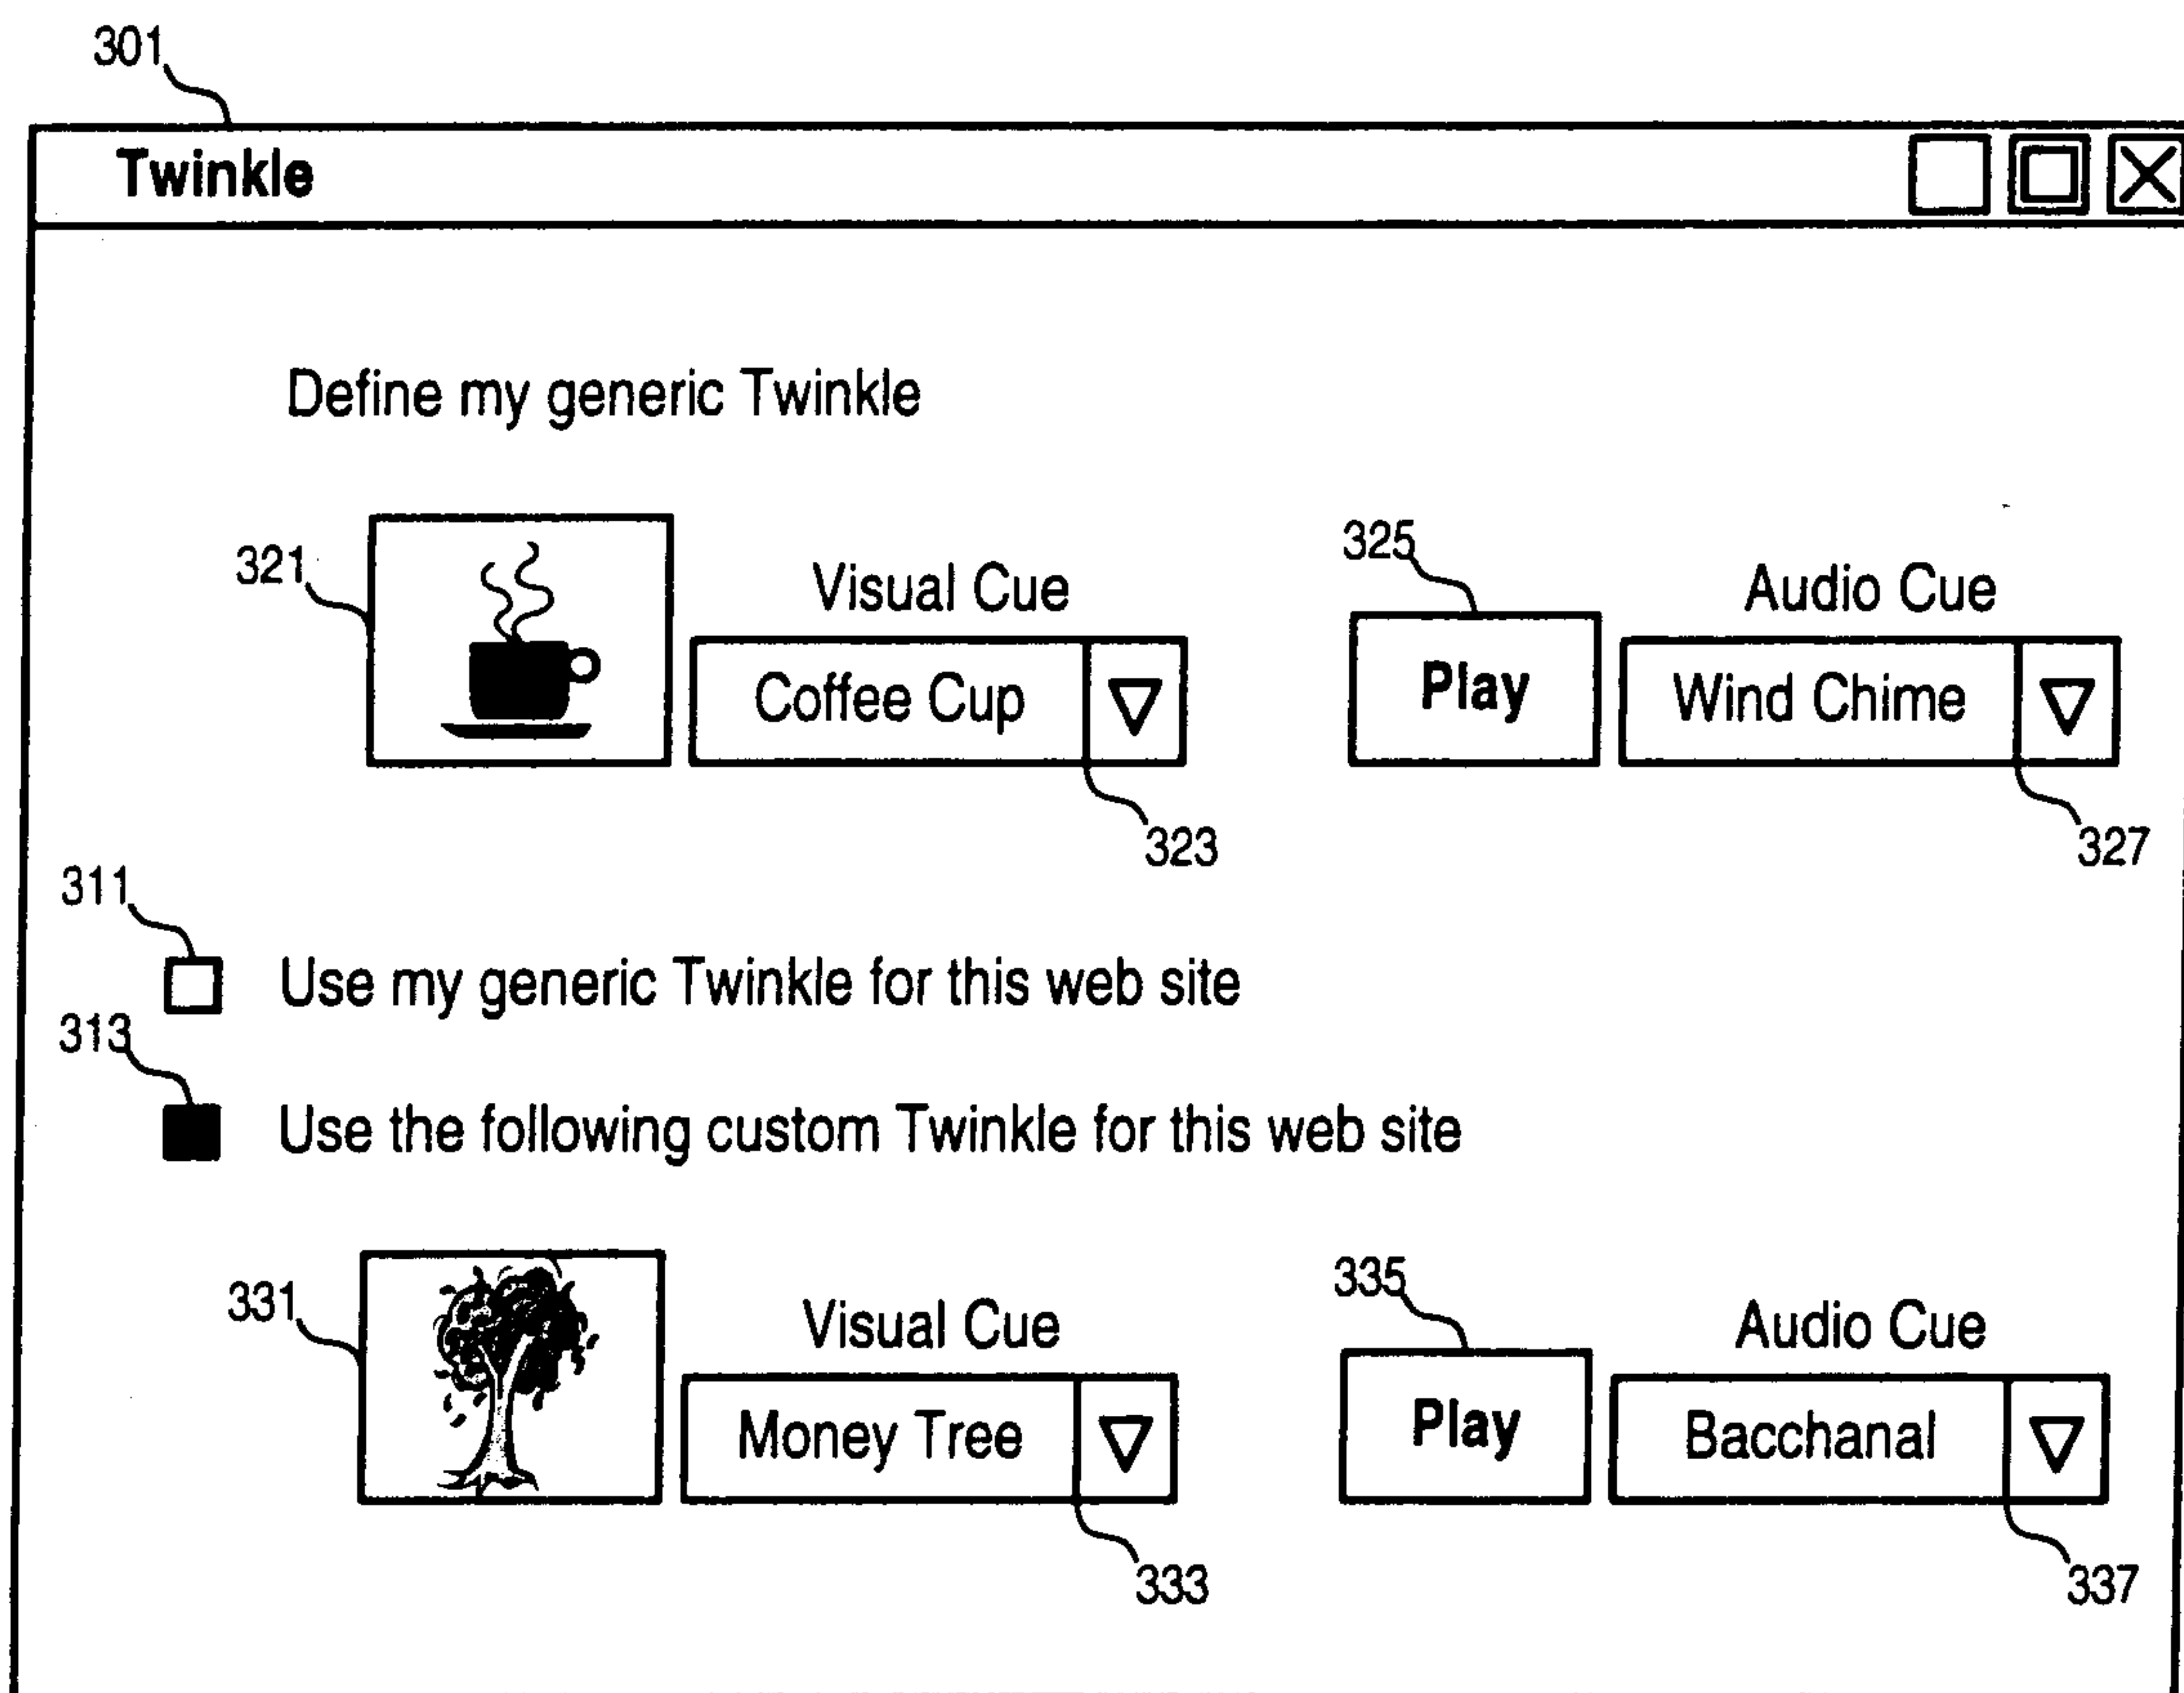 301
Twinkle
Define my generic Twinkle
321
Visual Cue
325
Audio Cue
Coffee Cup
Play
Wind Chime
323
327
311
Use my generic Twinkle for this web site
313
Use the following custom Twinkle for this web site
331
Visual Cue
335
Audio Cue
Money Tree
Play
Bacchanal
333
337